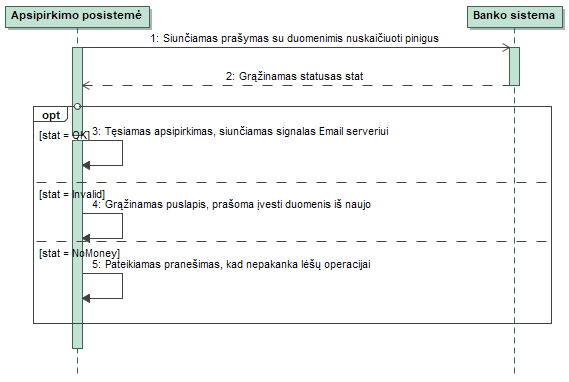 Apsipirkimo posistemė
Banko sistema
1: Siunčiamas prašymas su duomenimis nuskaičiuoti pinigus
2: Grąžinamas statusas stat
opt
[stat = OK]
3: Tęsiamas apsipirkimas, siunčiamas signalas Email serveriui
[stat = Invalid]
4: Grąžinamas puslapis, prašoma įvesti duomenis iš naujo
[stat = NoMoney]
5: Pateikiamas pranešimas, kad nepakanka lėšų operacijai